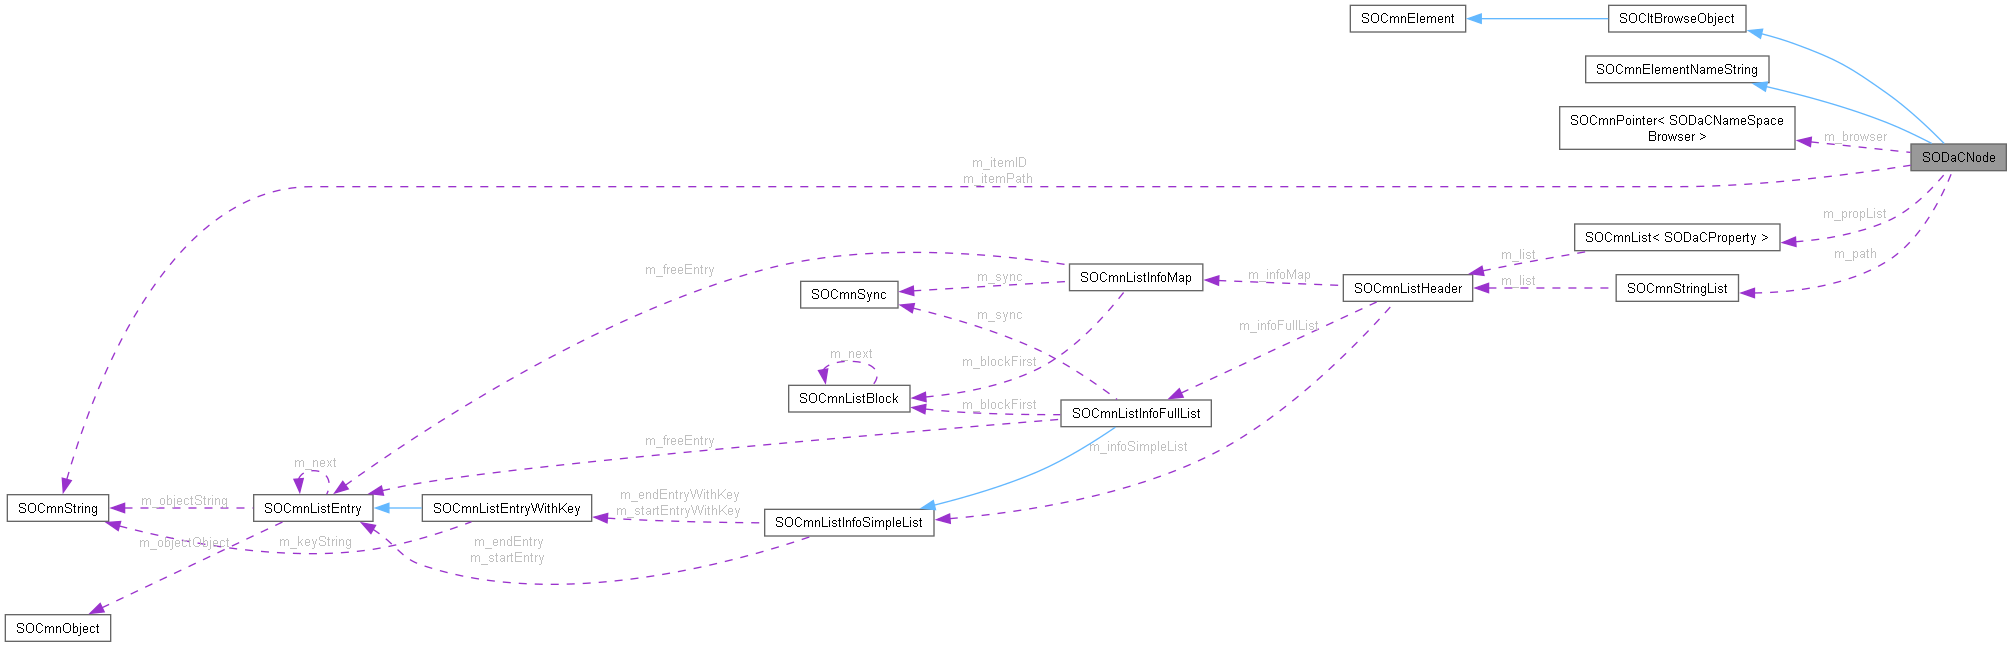 SOCmnElement
SOCltBrowseObject
SOCmnElementNameString
SOCmnPointer< SODaCNameSpace
Browser >
m_browser
SODaCNode
m_itemID
m_itemPath
m_propList
SOCmnList< SODaCProperty >
m_path
m_list
m_freeEntry
m_sync
SOCmnListInfoMap
m_infoMap
SOCmnListHeader
m_list
SOCmnStringList
SOCmnSync
m_sync
m_infoFullList
m_next
m_blockFirst
SOCmnListBlock
m_blockFirst
SOCmnListInfoFullList
m_freeEntry
m_infoSimpleList
m_next
m_objectString
SOCmnString
SOCmnListEntry
SOCmnListEntryWithKey
m_endEntryWithKey
m_startEntryWithKey
SOCmnListInfoSimpleList
m_objectObject
m_keyString
m_endEntry
m_startEntry
SOCmnObject